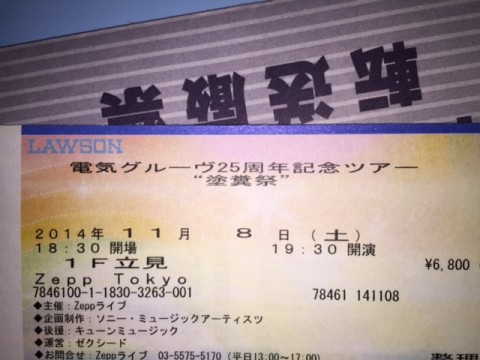 転送厳禁
LAWSON
電気グルーヴ25周年記念ツアー
“塗糞祭”
2014年 11月 8日（土）
18:30 開場 19:30 開演
1F立見 ¥6,800
Zepp Tokyo
7846100-1-1830-3263-001 78461 141108
◆主催：Zeppライブ
◆企画制作：ソニー・ミュージックアーティスツ
◆後援：キューンミュージック
◆運営：ゼクシード
◆お問合せ：Zeppライブ 03-5575-5170（平日13:00〜17:00）
整理